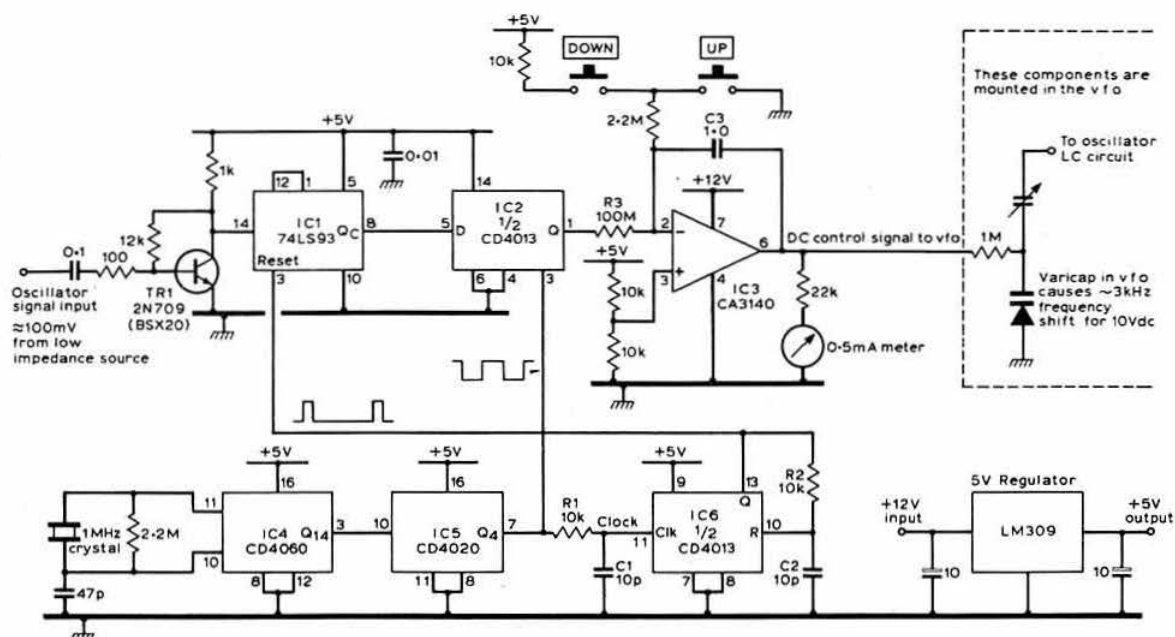 +5V
10k
DOWN
UP
2·2M
C3
1·0
+12V
These components are
mounted in the vfo
To oscillator
LC circuit
1M
Varicap in vfo
causes ~3kHz
frequency
shift for 10Vdc
+5V
0·01
1k
12
1
5
14
14
IC1
74LS93
QC
8
Reset
3
10
5
D
IC2
1/2
CD4013
1
6
4
3
R3
100M
2
−
7
6
+
3
4
IC3
CA3140
DC control signal to vfo
+5V
10k
10k
22k
0·5mA meter
0·1
100
12k
TR1
2N709
(BSX20)
Oscillator
signal input
≈100mV
from low
impedance source
+5V
16
11
10
1MHz
crystal
2·2M
47p
IC4
CD4060
Q14
3
8
12
+5V
16
10
IC5
CD4020
Q4
7
11
8
R1
10k
Clock
C1
10p
+5V
9
13
Q
11
Clk
IC6
1/2
CD4013
R
10
7
8
R2
10k
C2
10p
5V Regulator
+12V
input
LM309
+5V
output
10
10